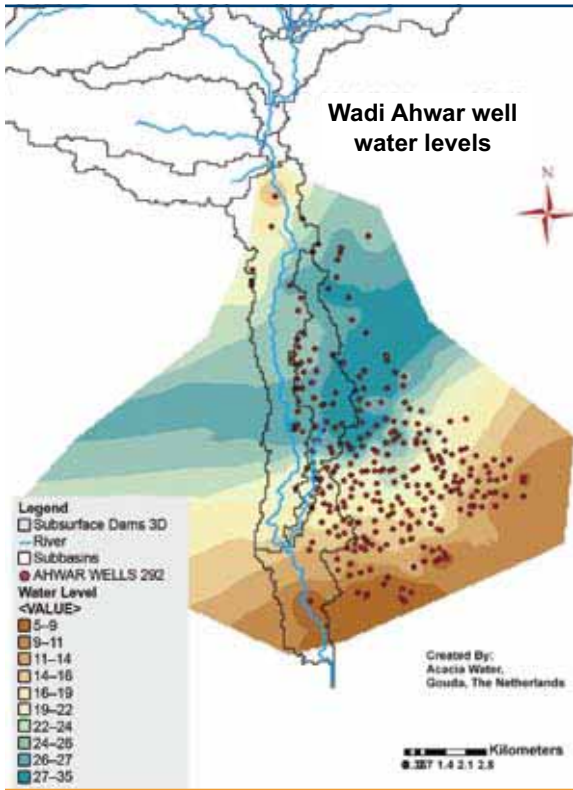 Wadi Ahwar well
water levels
N
Legend
Subsurface Dams 3D
River
Subbasins
AHWAR WELLS 292
Water Level
<VALUE>
5–9
9–11
11–14
14–16
16–19
19–22
22–24
24–26
26–27
27–35
Created By:
Acacia Water,
Gouda, The Netherlands
Kilometers
1.4 2.1 2.8